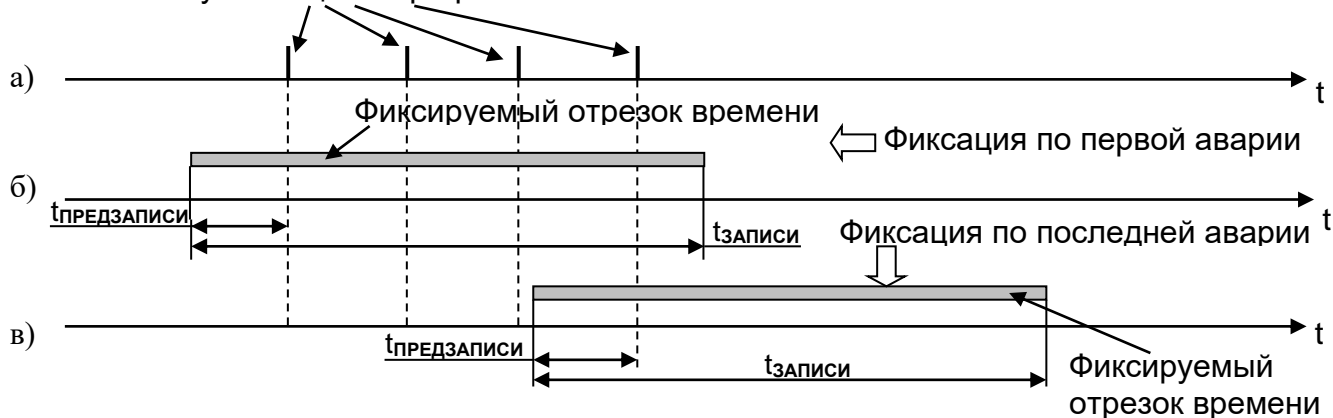 а)
t
Фиксируемый отрезок времени
Фиксация по первой аварии
б)
tПРЕДЗАПИСИ
t
tЗАПИСИ
Фиксация по последней аварии
в)
t
tПРЕДЗАПИСИ
tЗАПИСИ
Фиксируемый
отрезок времени